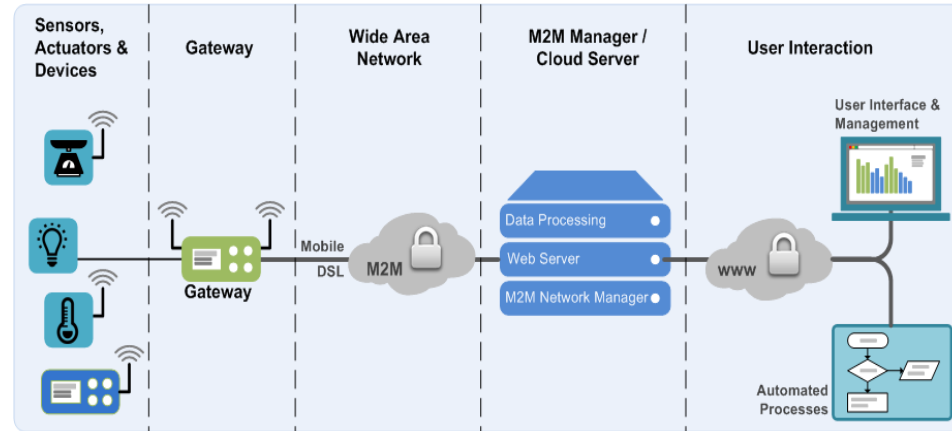 Sensors,
Actuators &
Devices
Gateway
Wide Area
Network
M2M Manager /
Cloud Server
User Interaction
User Interface &
Management
Data Processing
Mobile
DSL
M2M
Web Server
www
Gateway
M2M Network Manager
Automated
Processes